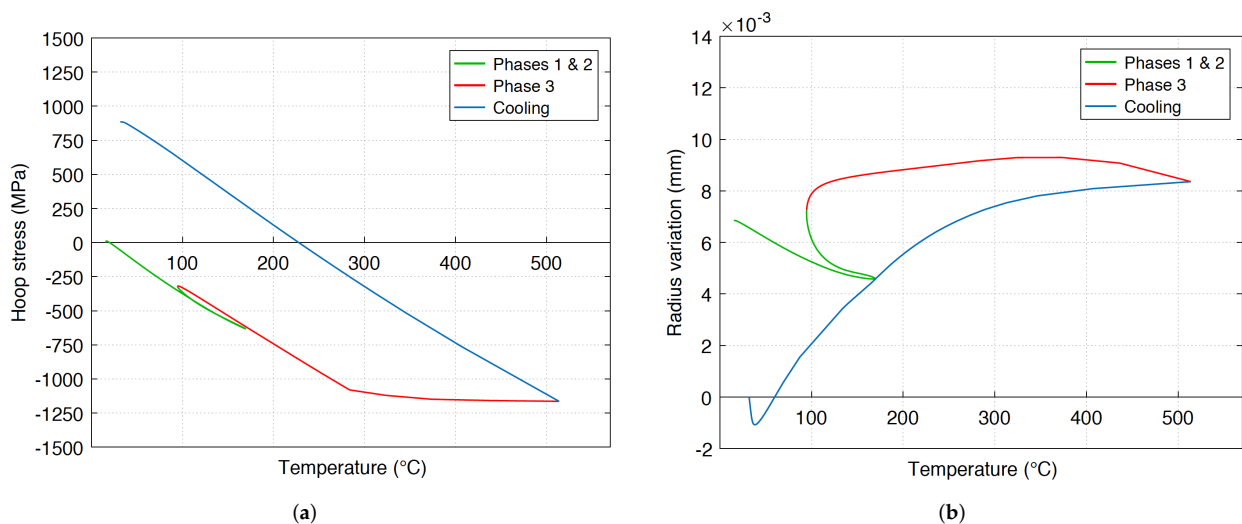 1500
1250
1000
750
500
250
0
-250
-500
-750
-1000
-1250
-1500
Hoop stress (MPa)
100
200
300
400
500
Temperature (°C)
Phases 1 & 2
Phase 3
Cooling
(a)
×10⁻³
14
12
10
8
6
4
2
0
-2
Radius variation (mm)
100
200
300
400
500
Temperature (°C)
Phases 1 & 2
Phase 3
Cooling
(b)